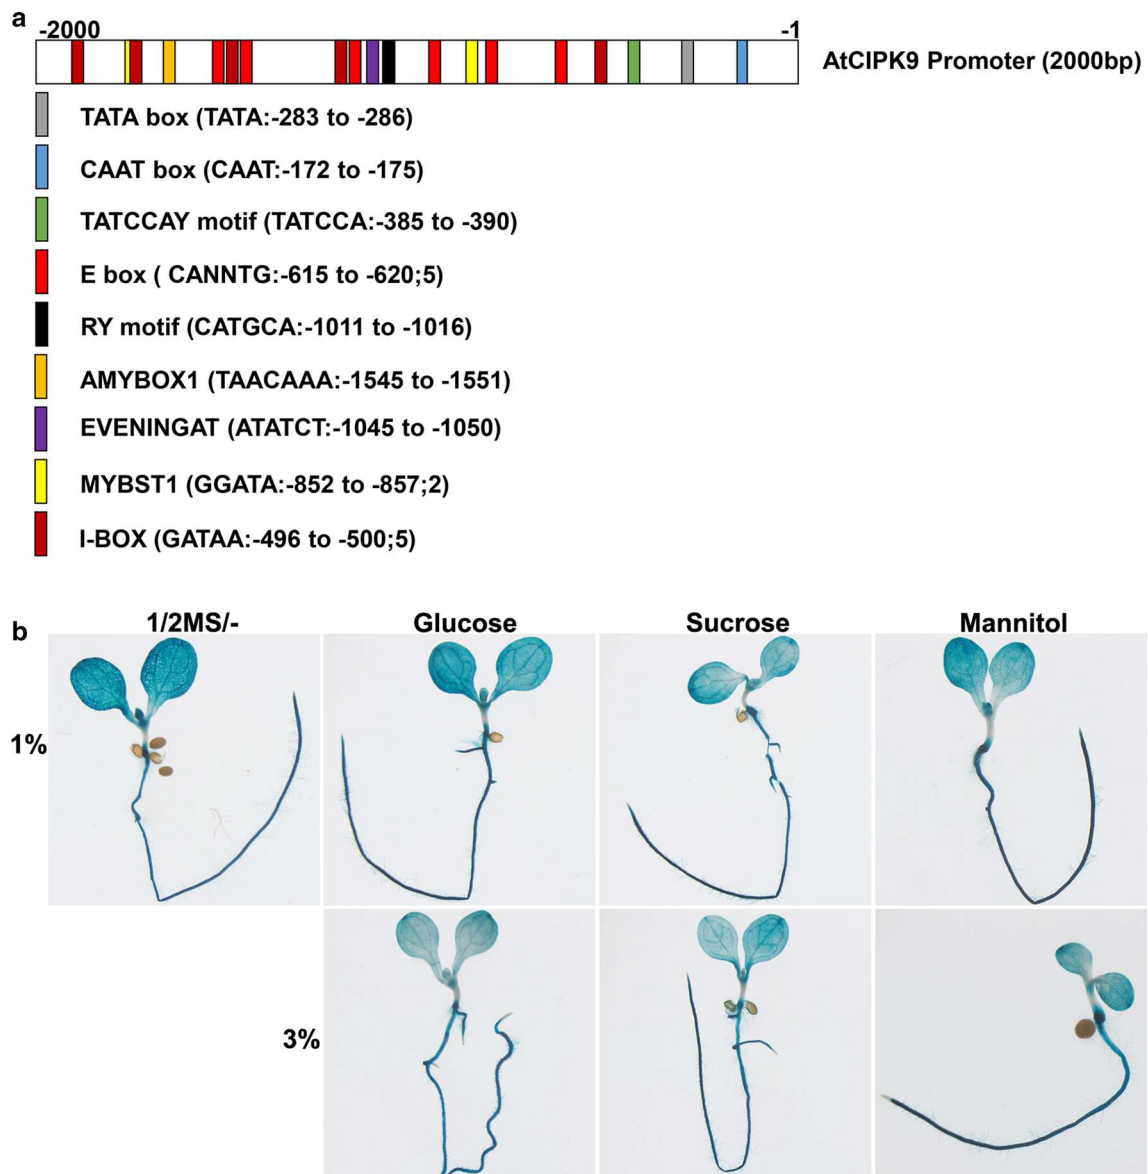 a
-2000 -1
AtCIPK9 Promoter (2000bp)
TATA box (TATA:-283 to -286)
CAAT box (CAAT:-172 to -175)
TATCCAY motif (TATCCA:-385 to -390)
E box ( CANNTG:-615 to -620;5)
RY motif (CATGCA:-1011 to -1016)
AMYBOX1 (TAACAAA:-1545 to -1551)
EVENINGAT (ATATCT:-1045 to -1050)
MYBST1 (GGATA:-852 to -857;2)
I-BOX (GATAA:-496 to -500;5)
b
1/2MS/- Glucose Sucrose Mannitol
1%
3%